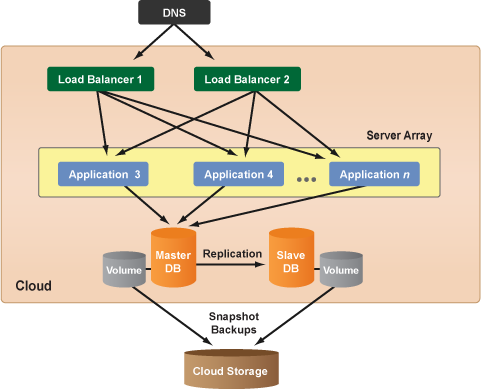 DNS
Load Balancer 1
Load Balancer 2
Server Array
Application 3
Application 4
Application n
Master
DB
Replication
Slave
DB
Volume
Volume
Cloud
Snapshot
Backups
Cloud Storage